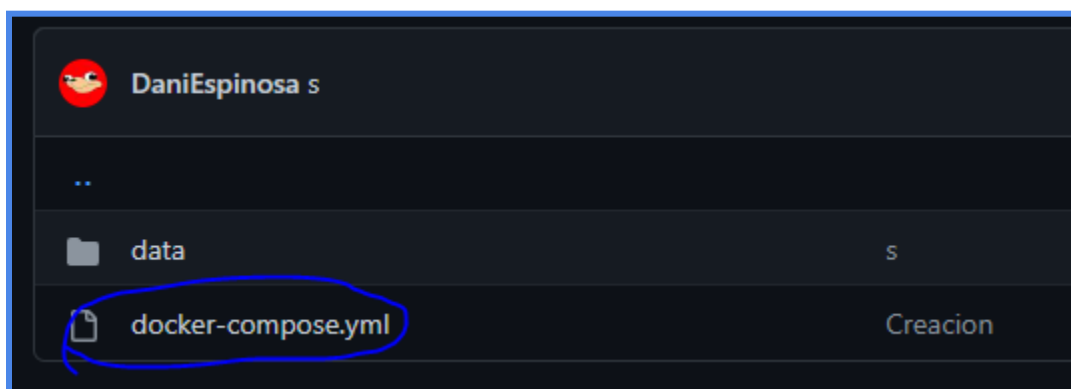 DaniEspinosa s
..
data s
docker-compose.yml Creacion